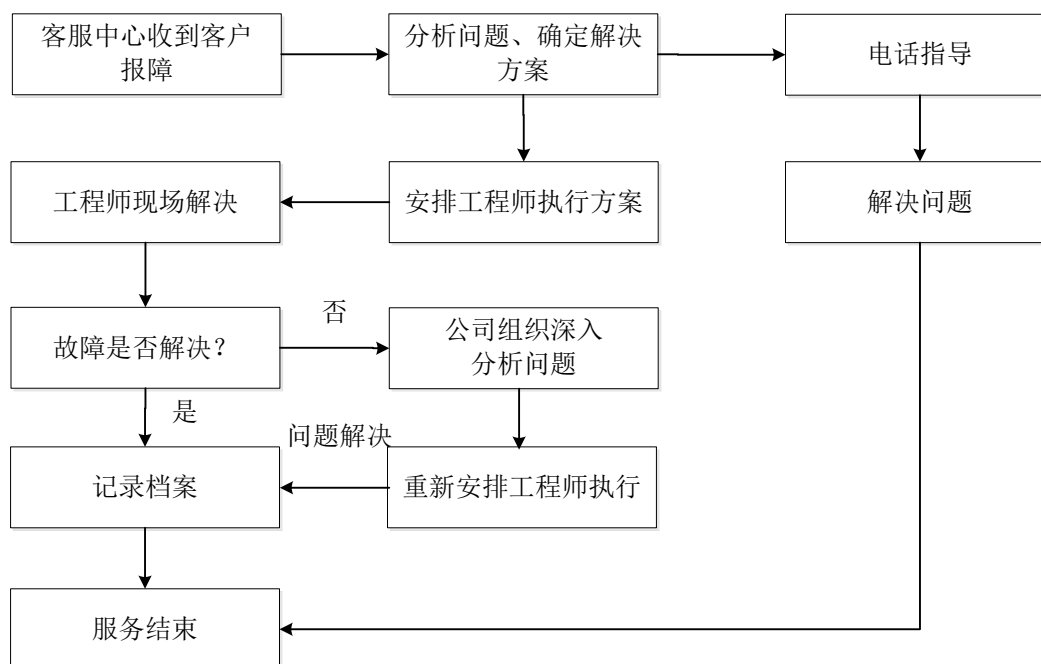 客服中心收到客户
报障
分析问题、确定解决
方案
电话指导
工程师现场解决
安排工程师执行方案
解决问题
故障是否解决？
否
公司组织深入
分析问题
是
问题解决
记录档案
重新安排工程师执行
服务结束